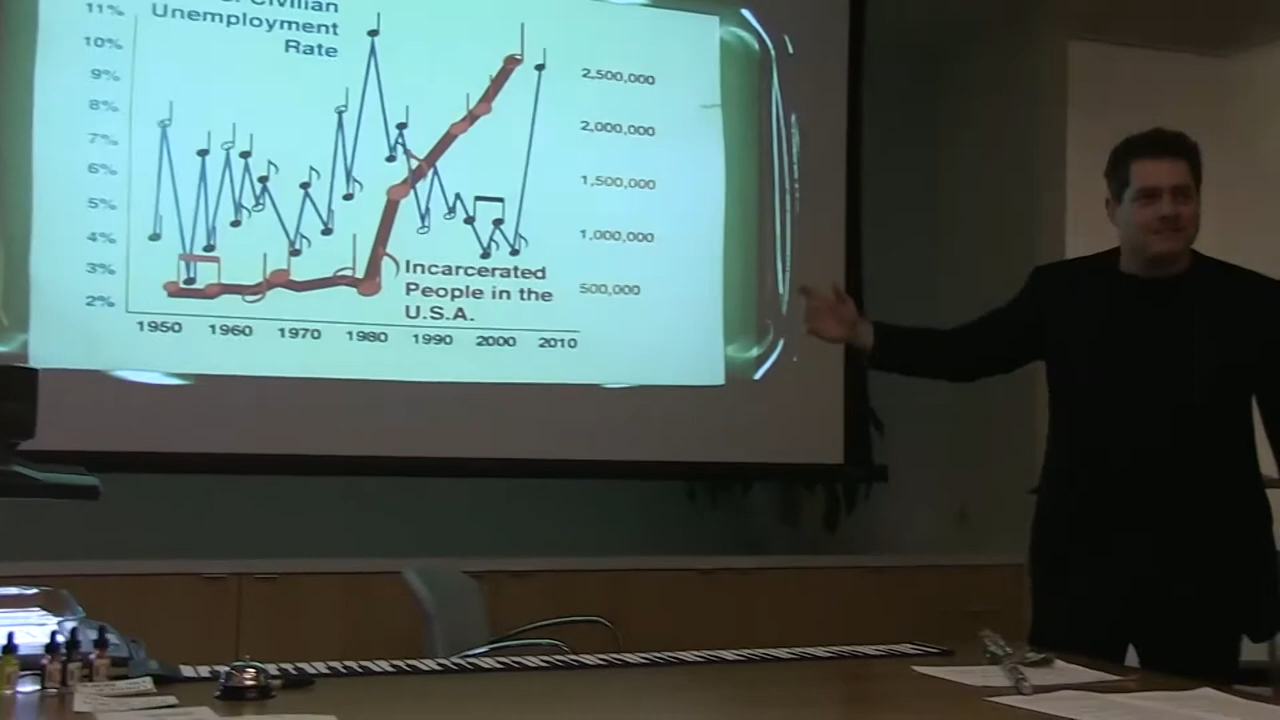 Civilian
Unemployment
Rate
11%
10%
9%
8%
7%
6%
5%
4%
3%
2%
2,500,000
2,000,000
1,500,000
1,000,000
500,000
Incarcerated
People in the
U.S.A.
1950 1960 1970 1980 1990 2000 2010